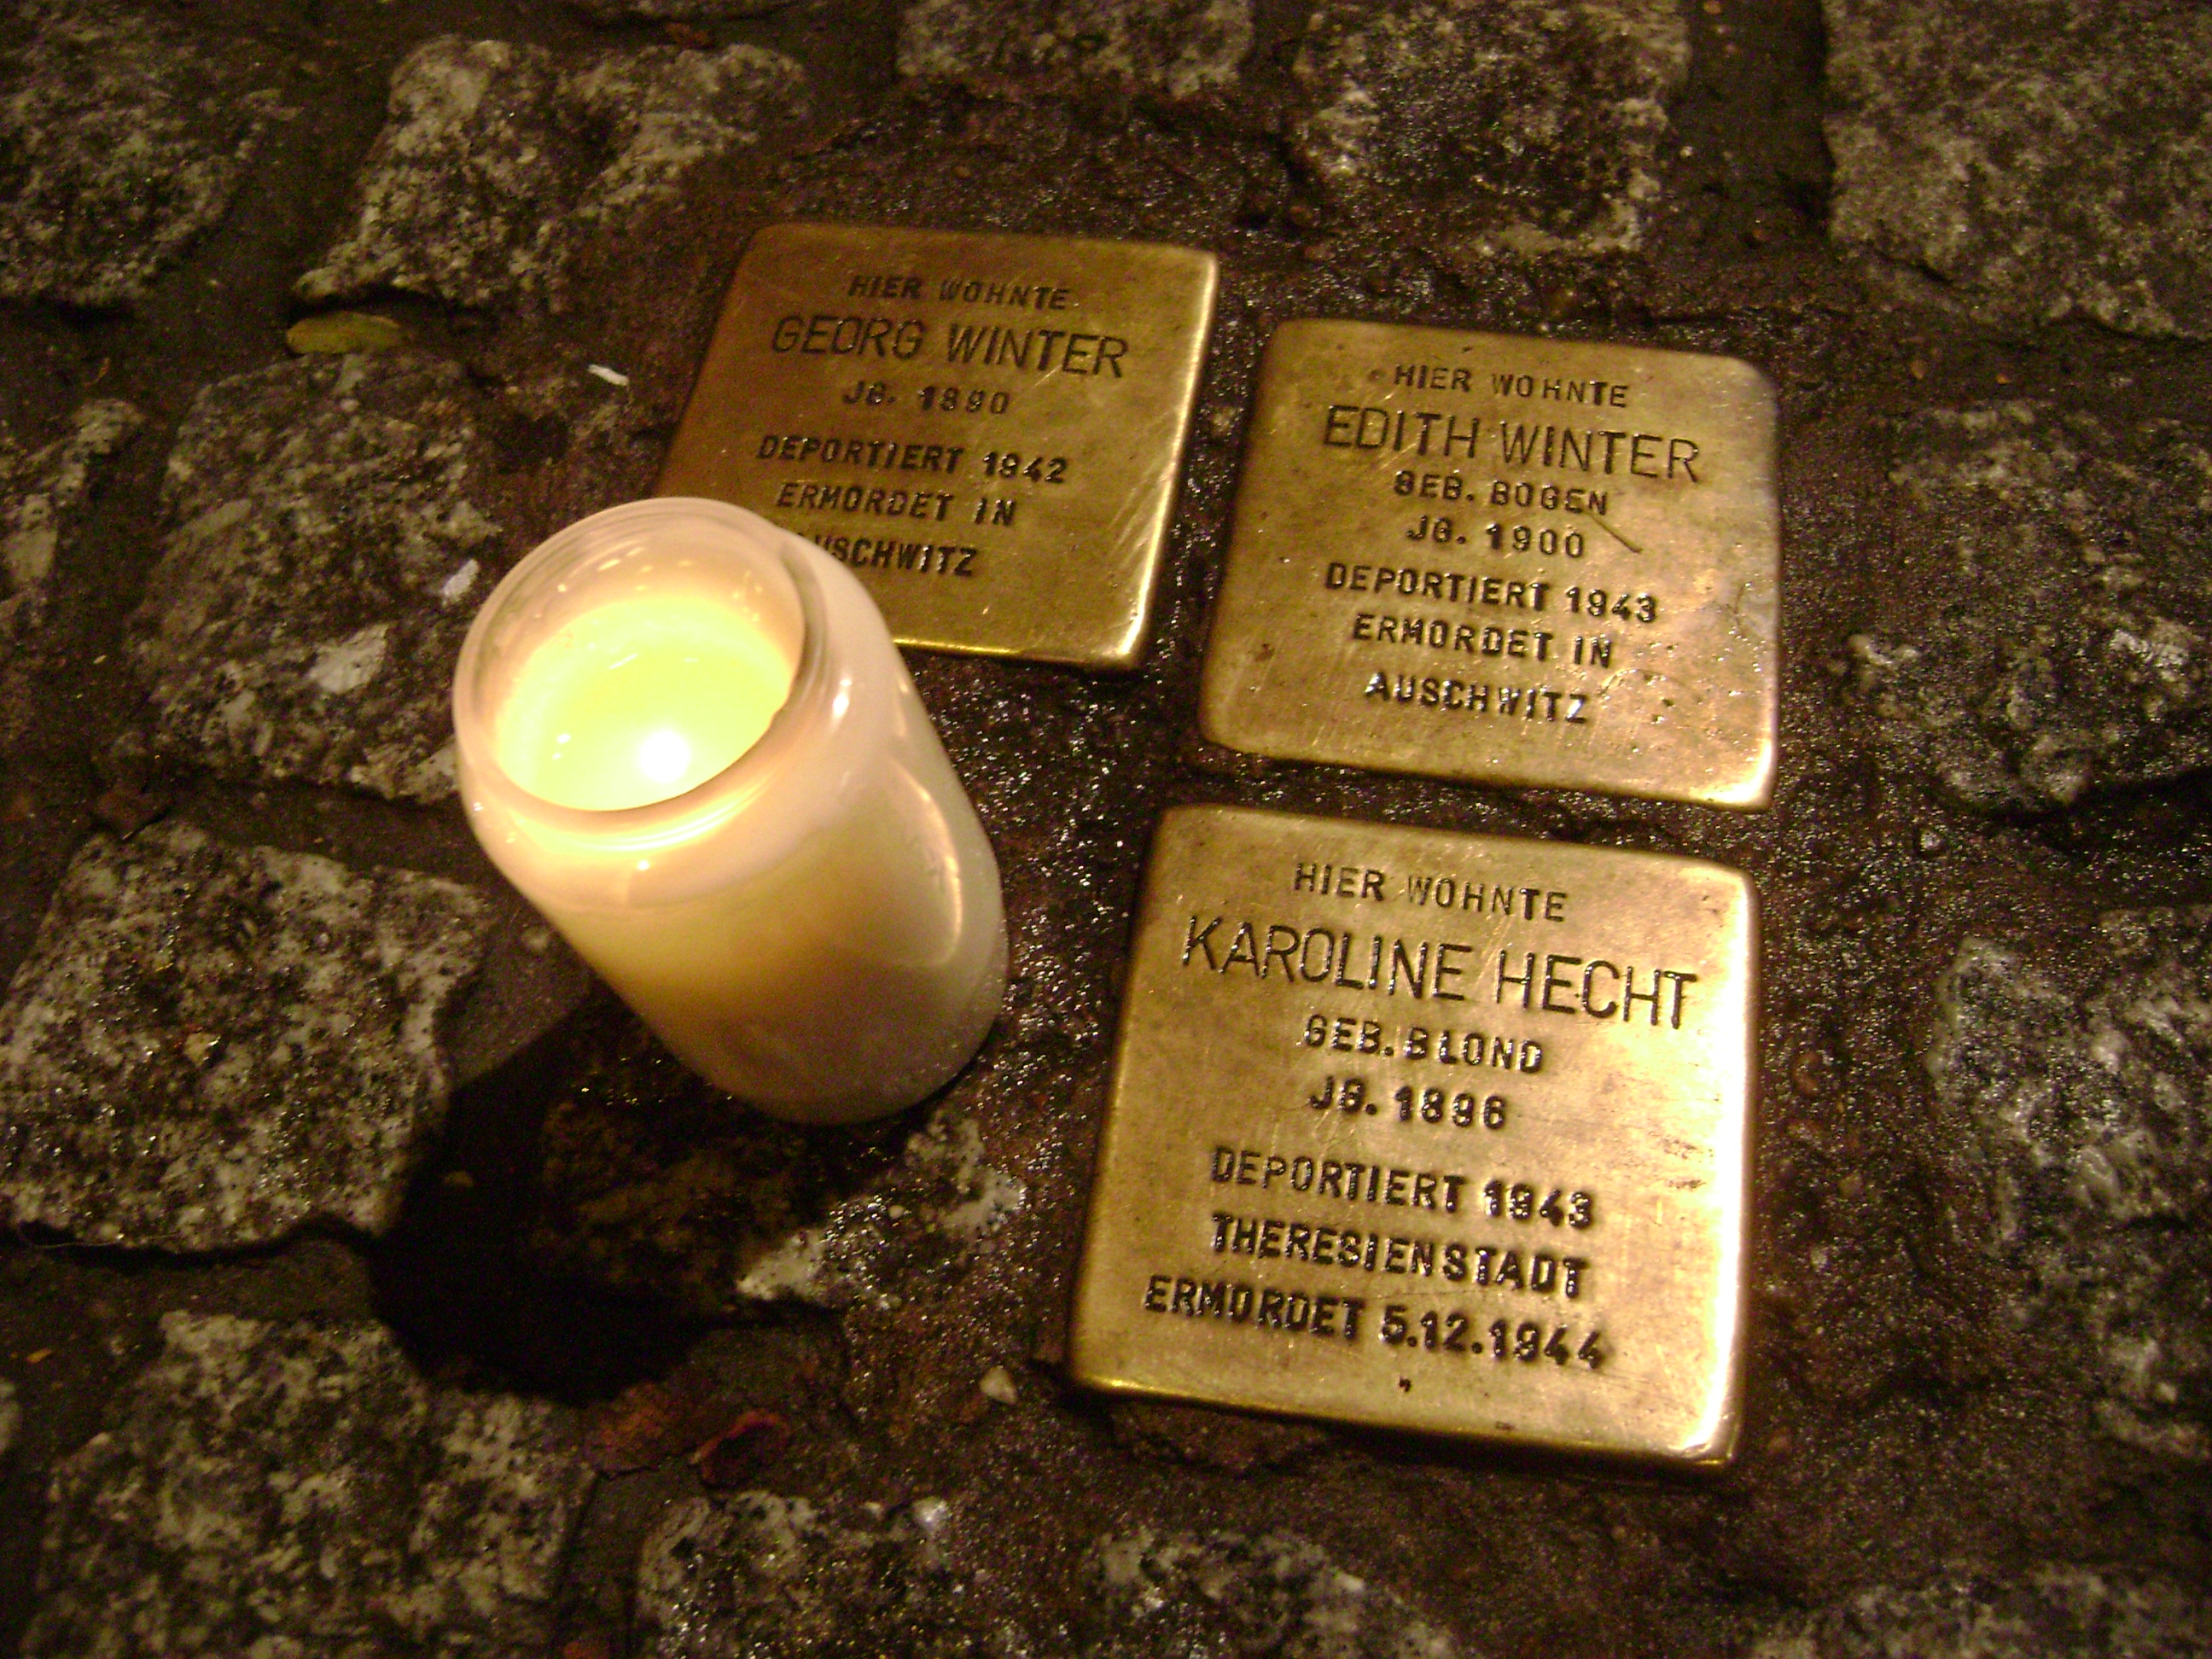 HIER WOHNTE
GEORG WINTER
JG. 1890
DEPORTIERT 1942
ERMORDET IN
AUSCHWITZ
HIER WOHNTE
EDITH WINTER
GEB. BOGEN
JG. 1900
DEPORTIERT 1943
ERMORDET IN
AUSCHWITZ
HIER WOHNTE
KAROLINE HECHT
GEB. BLOND
JG. 1896
DEPORTIERT 1943
THERESIENSTADT
ERMORDET 5.12.1944